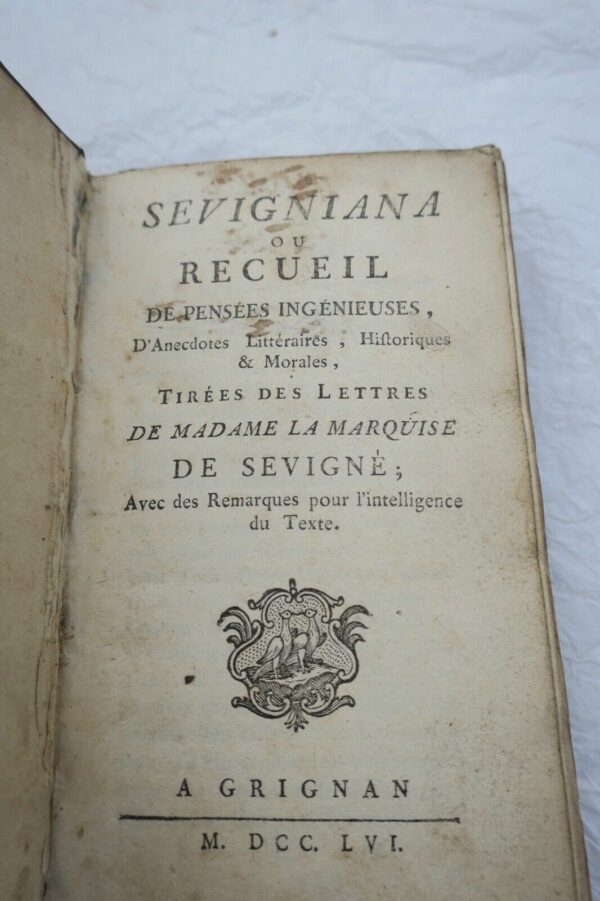 SEVIGNIANA
OU
RECUEIL
DE PENSÉES INGÉNIEUSES,
D'Anecdotes Littéraires, Hiſtoriques
& Morales,
TIRÉES DES LETTRES
DE MADAME LA MARQUISE
DE SEVIGNÉ;
Avec des Remarques pour l'intelligence
du Texte.
A GRIGNAN
M. DCC. LVI.